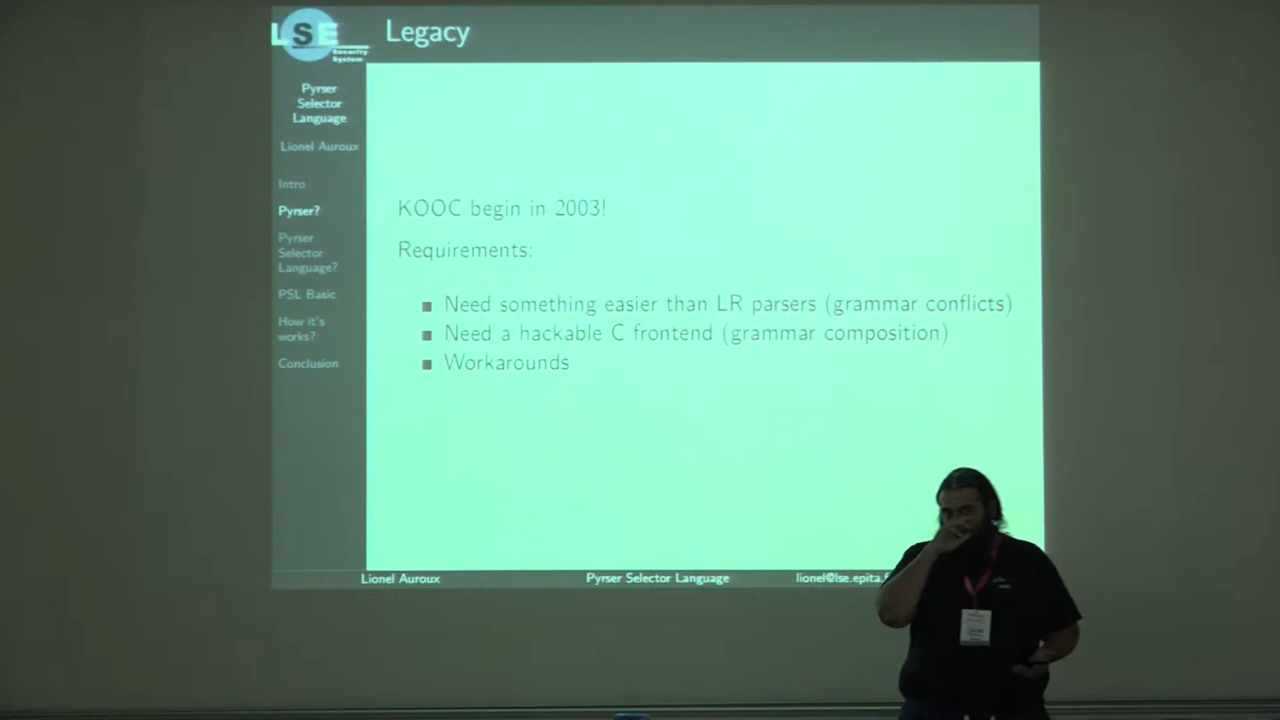 LSE
Security
System
Legacy
Pyrser
Selector
Language
Lionel Auroux
Intro
Pyrser?
Pyrser
Selector
Language?
PSL Basic
How it's
works?
Conclusion
KOOC begin in 2003!
Requirements:
Need something easier than LR parsers (grammar conflicts)
Need a hackable C frontend (grammar composition)
Workarounds
Lionel Auroux
Pyrser Selector Language
lionel@lse.epita.f